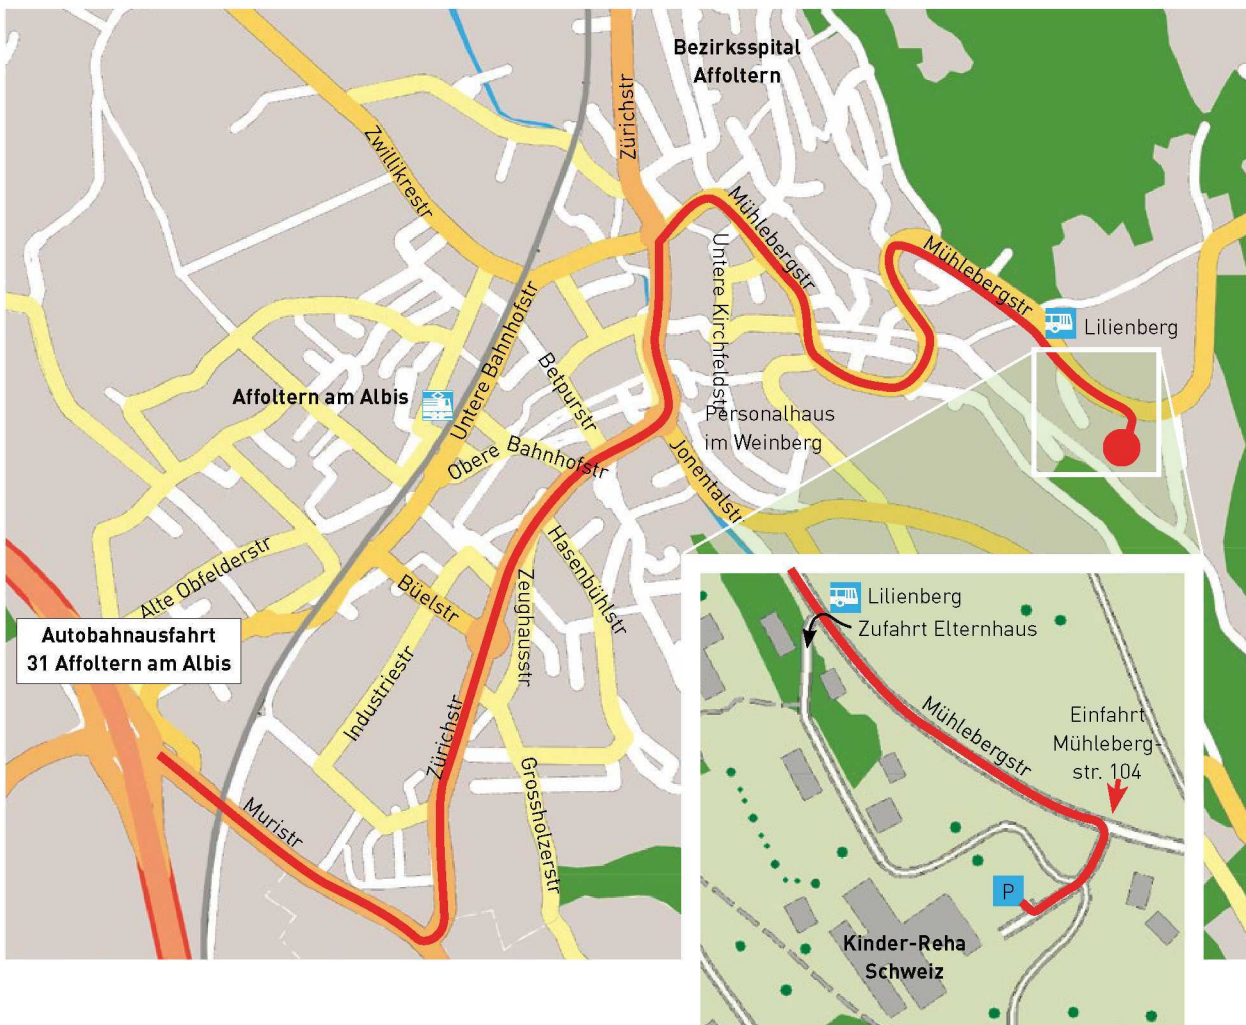 Bezirksspital
Affoltern
Zürichstr
Zwillikrestr
Mühlebergstr
Mühlebergstr
Untere Kirchfeldstr
Lilienberg
Untere Bahnhofstr
Betpurstr
Affoltern am Albis
Personalhaus
im Weinberg
Obere Bahnhofstr
Jonentalstr
Alte Obfelderstr
Büelstr
Zeughausstr
Hasenbühlstr
Autobahnausfahrt
31 Affoltern am Albis
Industriestr
Zürichstr
Grossholzerstr
Muristr
Lilienberg
Zufahrt Elternhaus
Mühlebergstr
Einfahrt
Mühleberg-
str. 104
P
Kinder-Reha
Schweiz